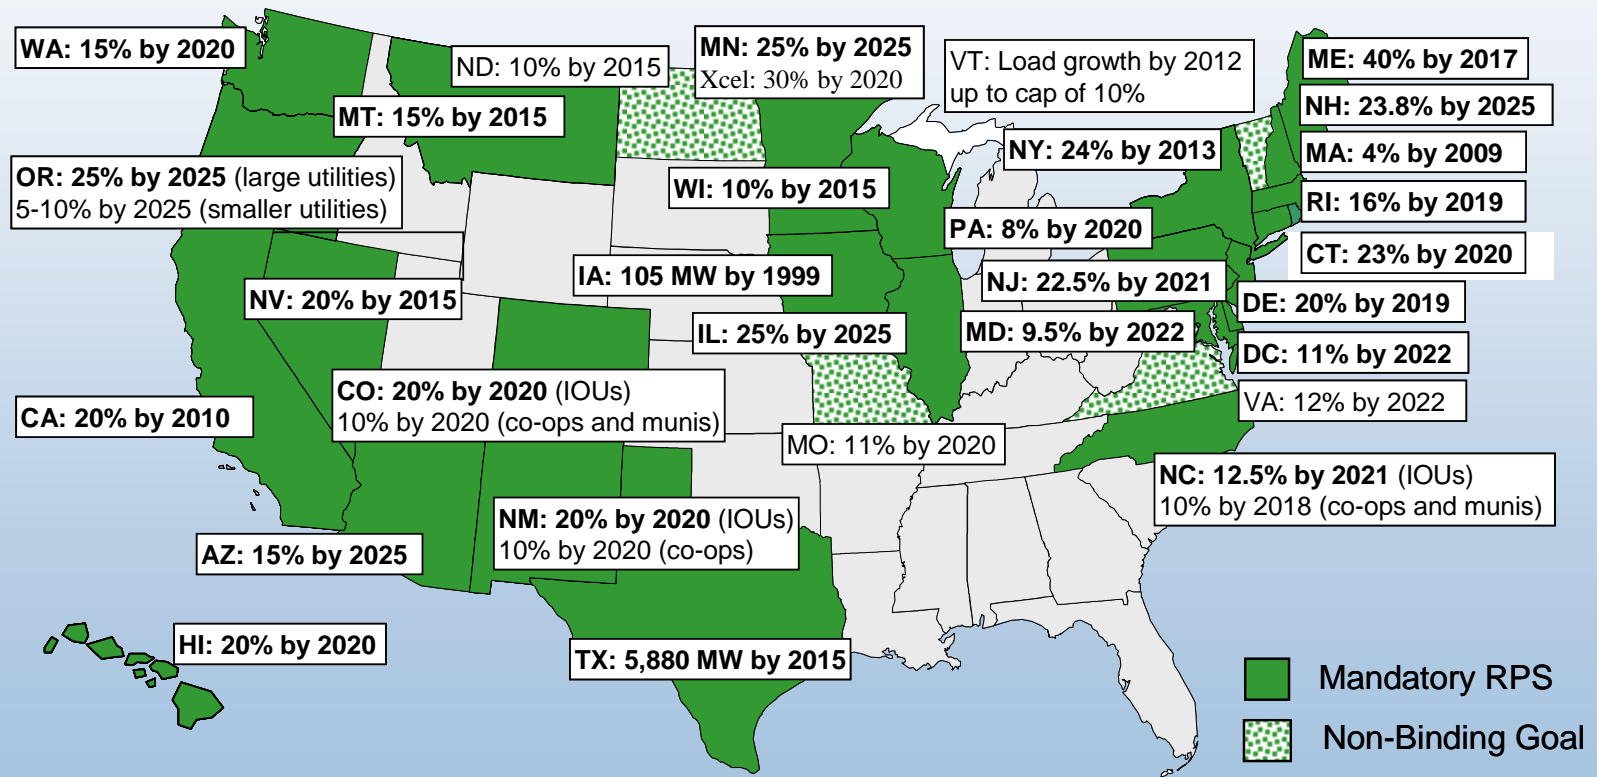 WA: 15% by 2020
ND: 10% by 2015
MN: 25% by 2025
Xcel: 30% by 2020
VT: Load growth by 2012
up to cap of 10%
ME: 40% by 2017
NH: 23.8% by 2025
MT: 15% by 2015
NY: 24% by 2013
MA: 4% by 2009
OR: 25% by 2025 (large utilities)
5-10% by 2025 (smaller utilities)
WI: 10% by 2015
RI: 16% by 2019
PA: 8% by 2020
CT: 23% by 2020
IA: 105 MW by 1999
NJ: 22.5% by 2021
NV: 20% by 2015
DE: 20% by 2019
IL: 25% by 2025
MD: 9.5% by 2022
DC: 11% by 2022
CO: 20% by 2020 (IOUs)
10% by 2020 (co-ops and munis)
VA: 12% by 2022
CA: 20% by 2010
MO: 11% by 2020
NC: 12.5% by 2021 (IOUs)
10% by 2018 (co-ops and munis)
NM: 20% by 2020 (IOUs)
10% by 2020 (co-ops)
AZ: 15% by 2025
HI: 20% by 2020
TX: 5,880 MW by 2015
Mandatory RPS
Non-Binding Goal